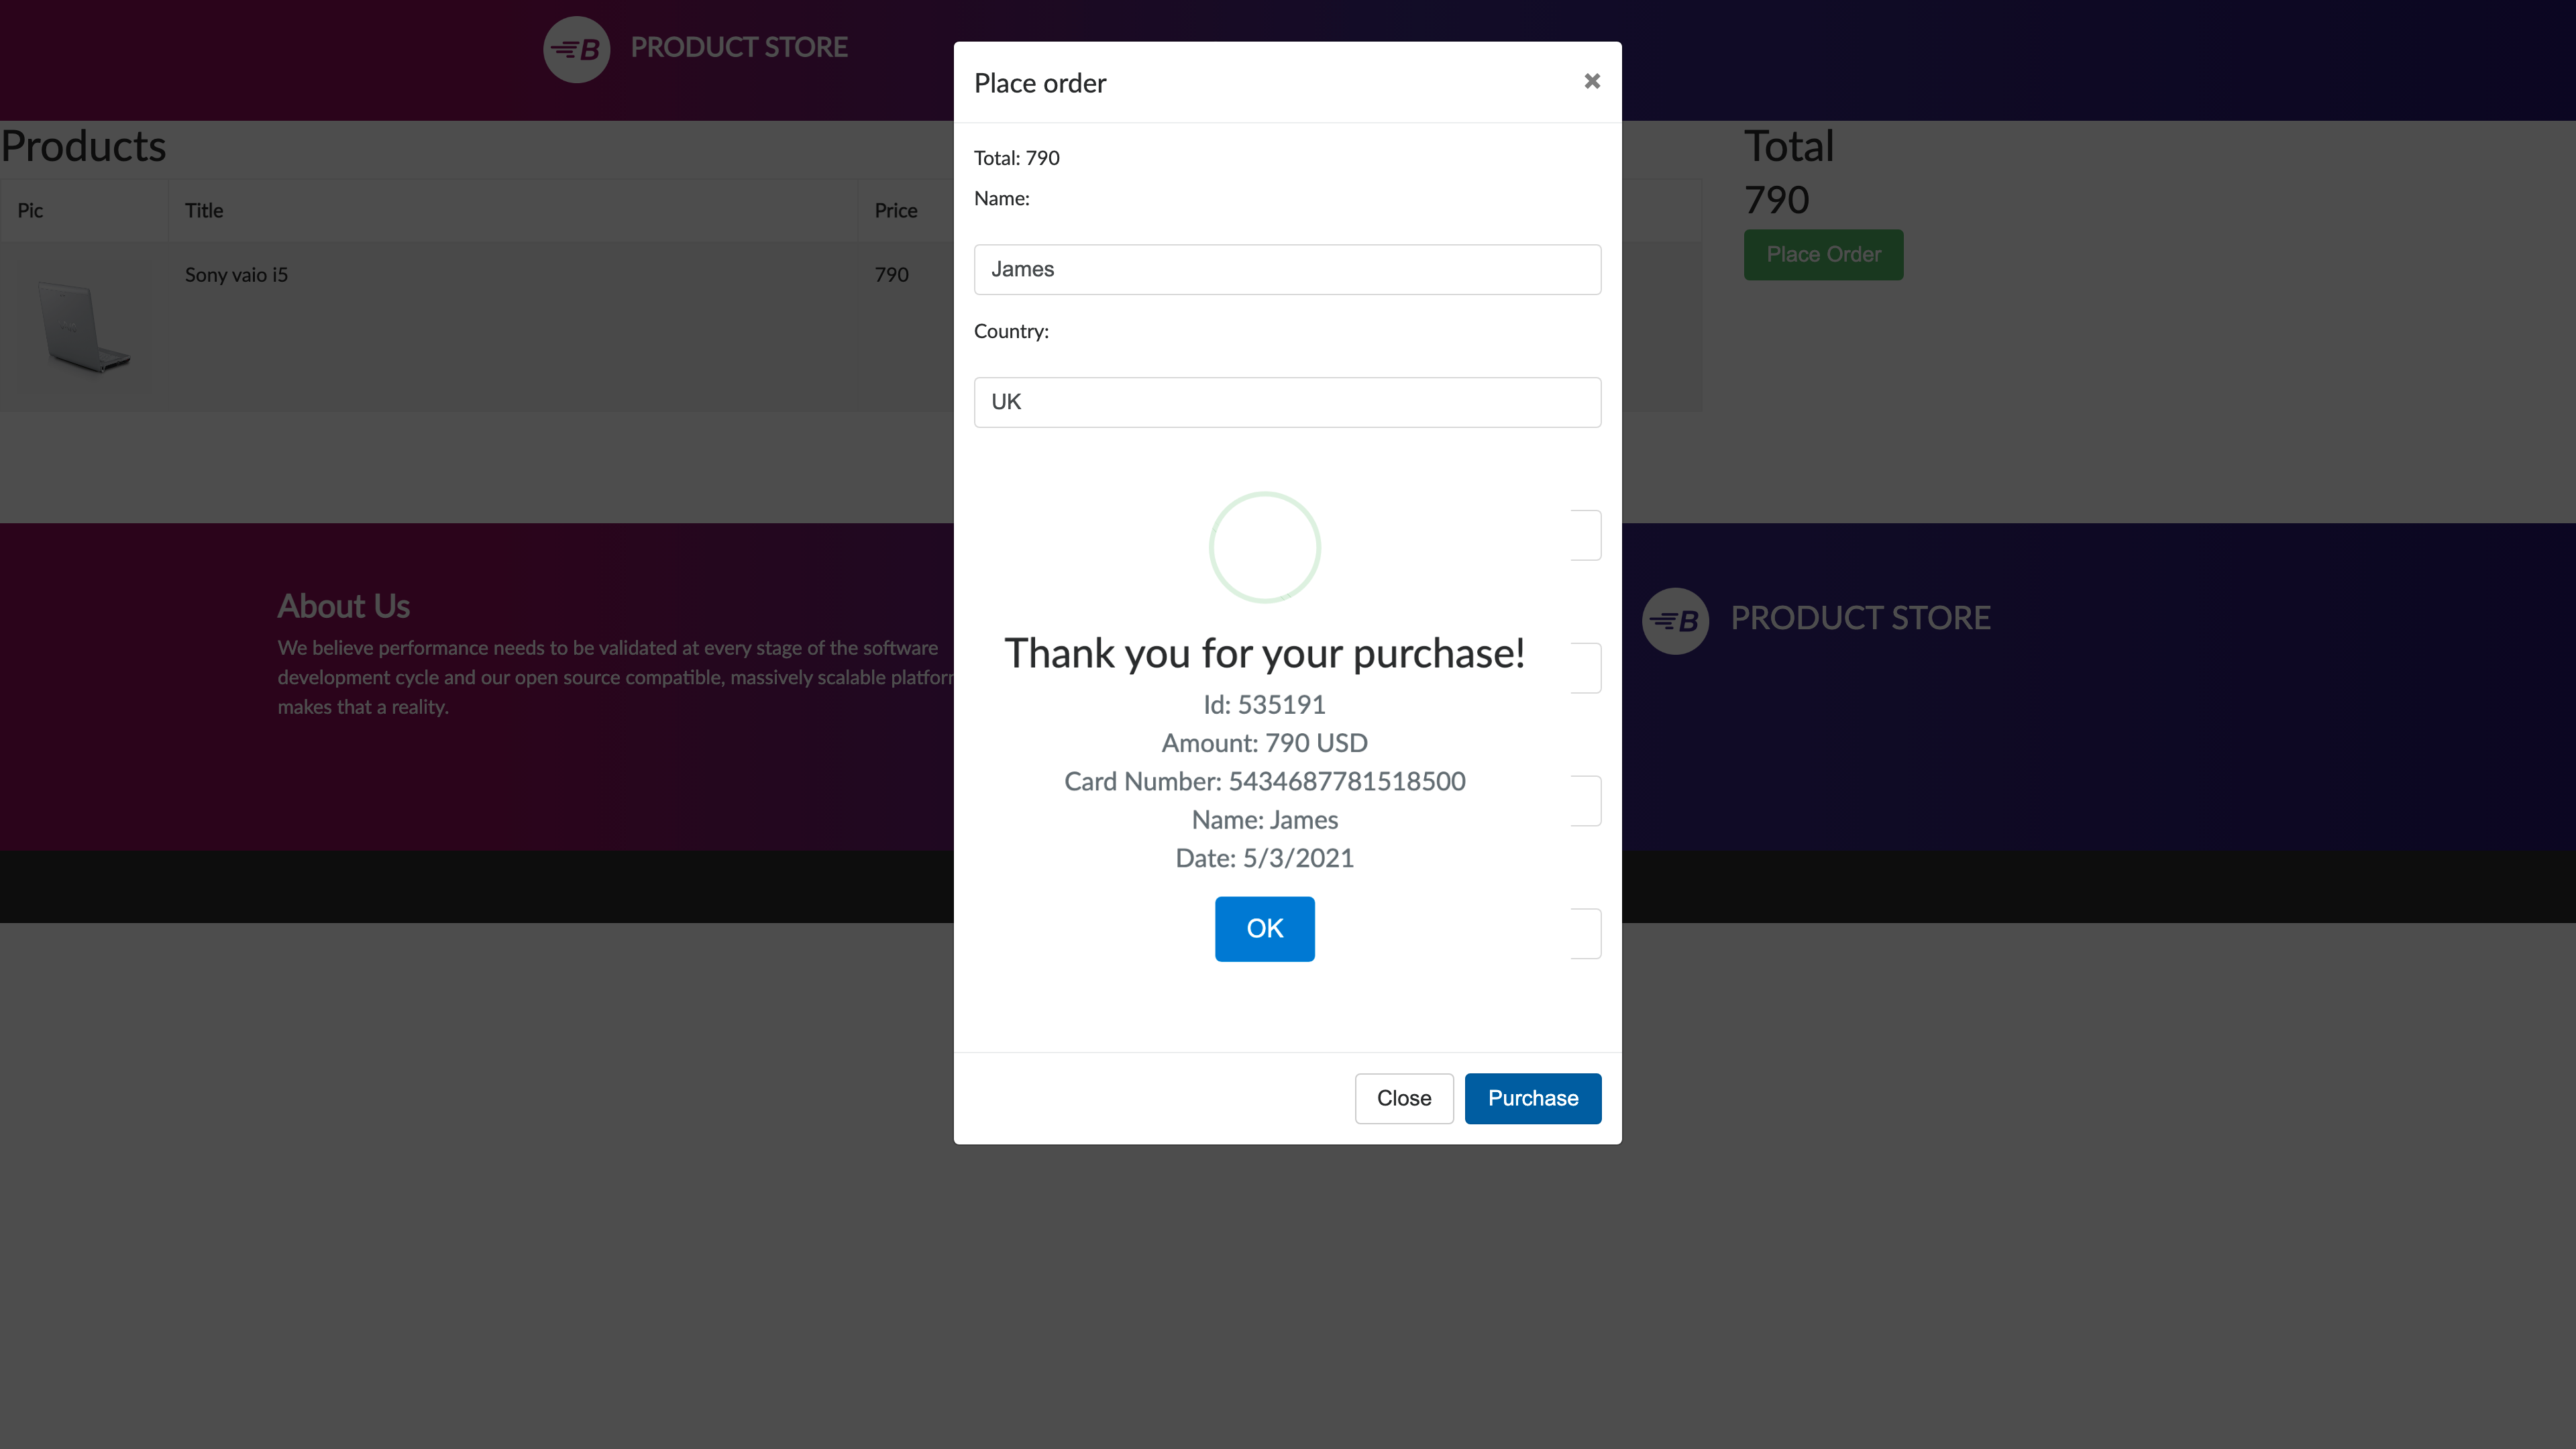 B PRODUCT STORE
Products
Pic Title Price
Sony vaio i5 790
Total
790
Place Order
Place order ×
Total: 790
Name:
James
Country:
UK
Thank you for your purchase!
Id: 535191
Amount: 790 USD
Card Number: 5434687781518500
Name: James
Date: 5/3/2021
OK
Close Purchase
About Us
We believe performance needs to be validated at every stage of the software
development cycle and our open source compatible, massively scalable platfor
makes that a reality.
B PRODUCT STORE